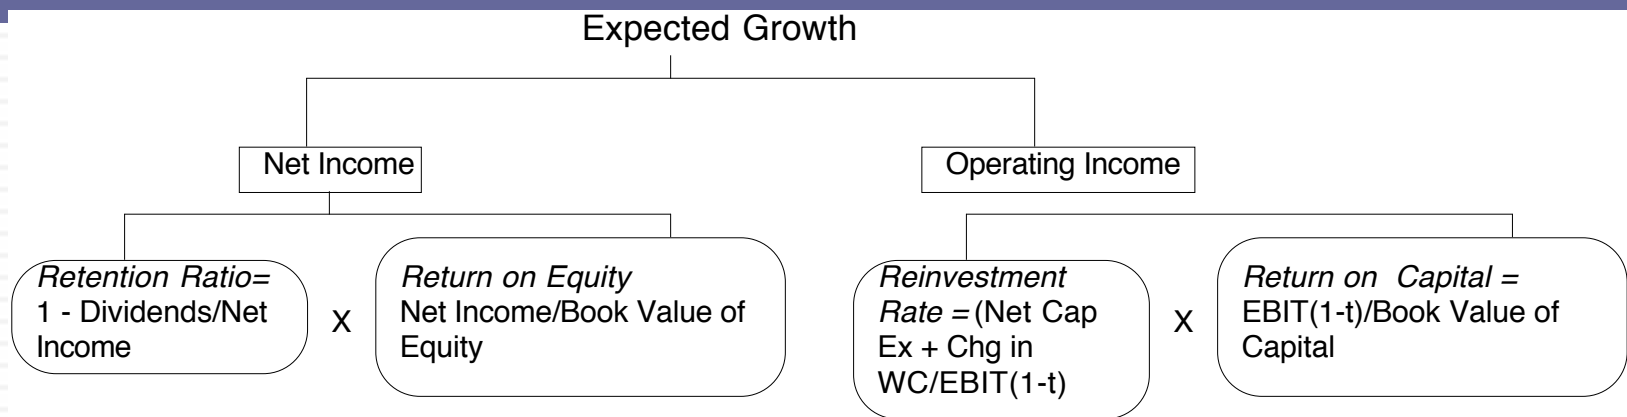 Expected Growth
Net Income
Operating Income
Retention Ratio=
1 - Dividends/Net
Income
X
Return on Equity
Net Income/Book Value of
Equity
Reinvestment
Rate = (Net Cap
Ex + Chg in
WC/EBIT(1-t)
X
Return on Capital =
EBIT(1-t)/Book Value of
Capital